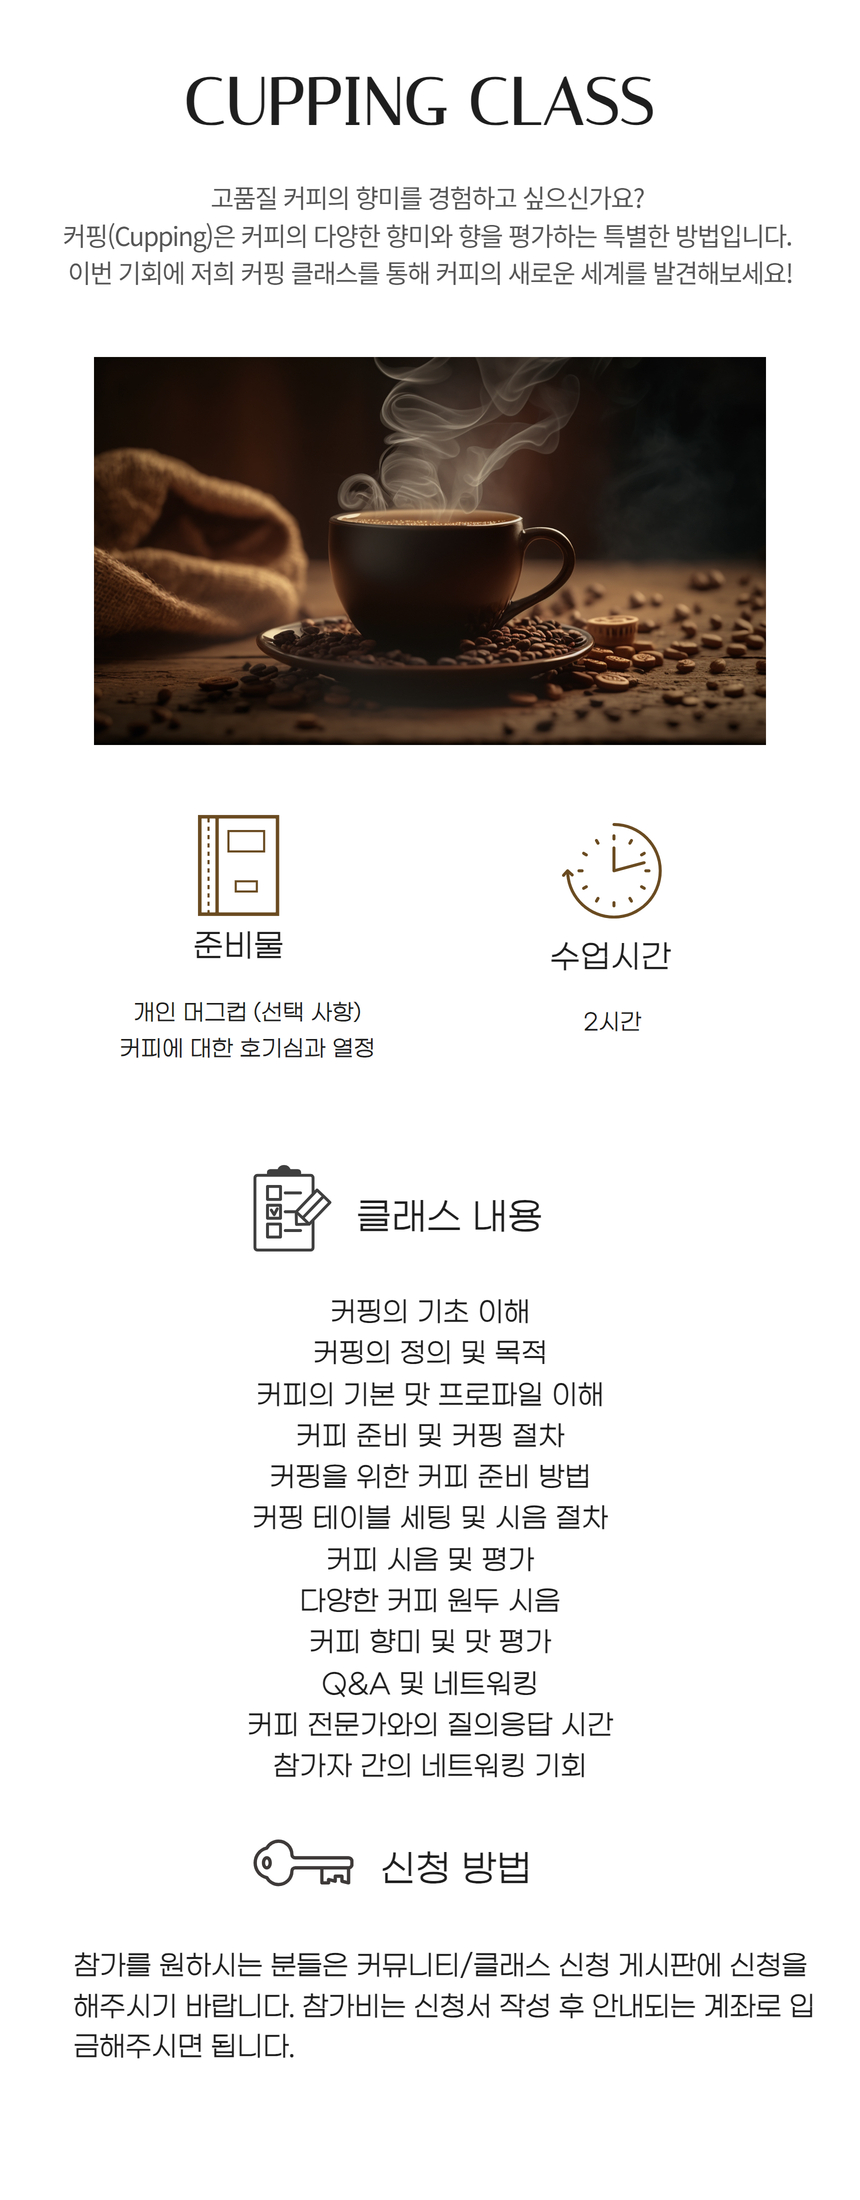 CUPPING CLASS
고품질 커피의 향미를 경험하고 싶으신가요?
커핑(Cupping)은 커피의 다양한 향미와 향을 평가하는 특별한 방법입니다.
이번 기회에 저희 커핑 클래스를 통해 커피의 새로운 세계를 발견해보세요!
준비물
개인 머그컵 (선택 사항)
커피에 대한 호기심과 열정
수업시간
2시간
클래스 내용
커핑의 기초 이해
커핑의 정의 및 목적
커피의 기본 맛 프로파일 이해
커피 준비 및 커핑 절차
커핑을 위한 커피 준비 방법
커핑 테이블 세팅 및 시음 절차
커피 시음 및 평가
다양한 커피 원두 시음
커피 향미 및 맛 평가
Q&A 및 네트워킹
커피 전문가와의 질의응답 시간
참가자 간의 네트워킹 기회
신청 방법
참가를 원하시는 분들은 커뮤니티/클래스 신청 게시판에 신청을
해주시기 바랍니다. 참가비는 신청서 작성 후 안내되는 계좌로 입
금해주시면 됩니다.